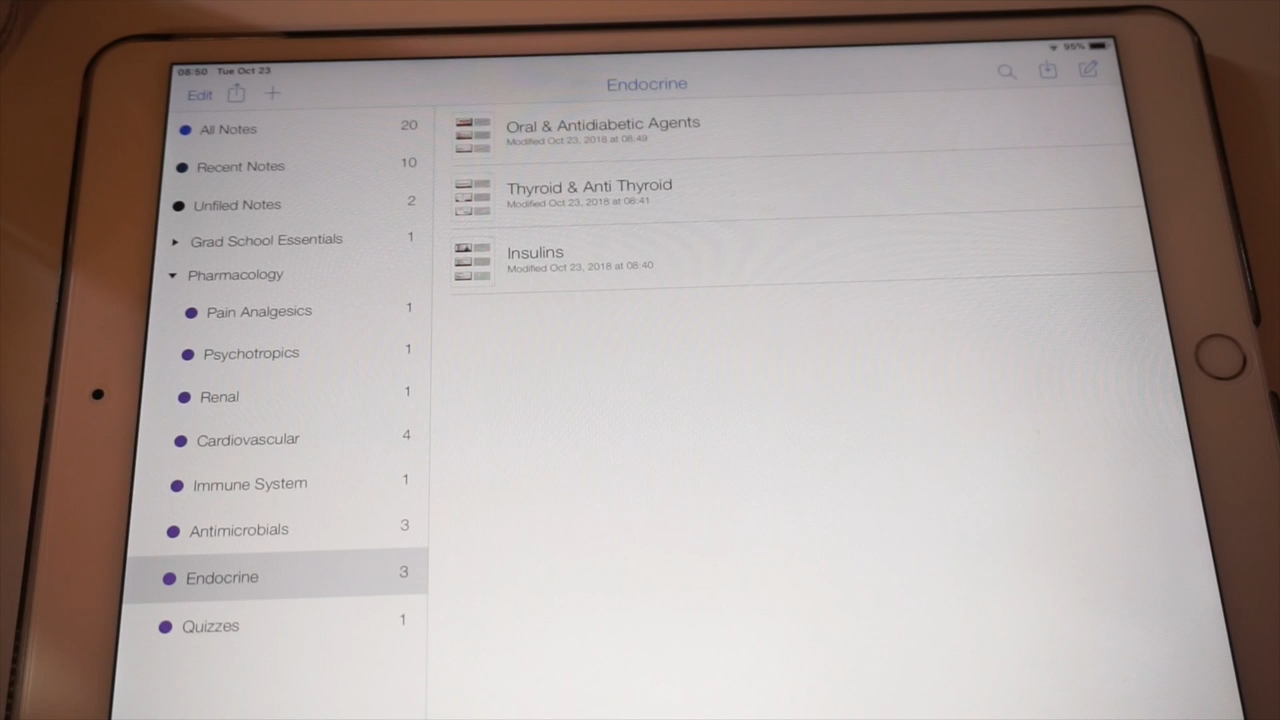 08:50 Tue Oct 23
95%
Edit
Endocrine
All Notes 20
Recent Notes 10
Unfiled Notes 2
Grad School Essentials 1
Pharmacology
Pain Analgesics 1
Psychotropics 1
Renal 1
Cardiovascular 4
Immune System 1
Antimicrobials 3
Endocrine 3
Quizzes 1
Oral & Antidiabetic Agents
Modified Oct 23, 2018 at 08:49
Thyroid & Anti Thyroid
Modified Oct 23, 2018 at 08:41
Insulins
Modified Oct 23, 2018 at 08:40